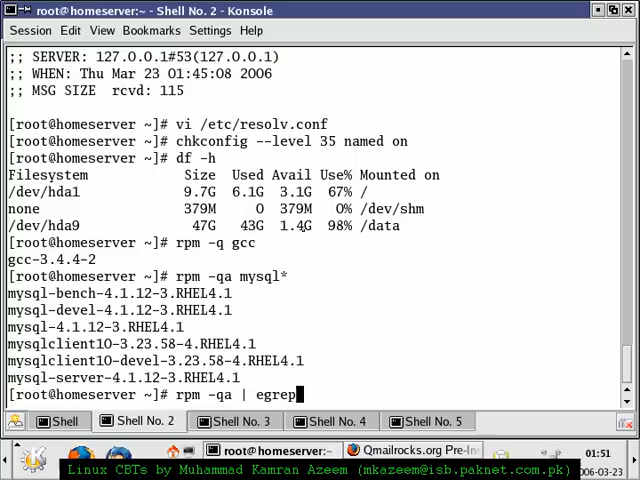 root@homeserver:~ - Shell No. 2 - Konsole
Session Edit View Bookmarks Settings Help
;; SERVER: 127.0.0.1#53(127.0.0.1)
;; WHEN: Thu Mar 23 01:45:08 2006
;; MSG SIZE  rcvd: 115
[root@homeserver ~]# vi /etc/resolv.conf
[root@homeserver ~]# chkconfig --level 35 named on
[root@homeserver ~]# df -h
Filesystem            Size  Used Avail Use% Mounted on
/dev/hda1             9.7G  6.1G  3.1G  67% /
none                  379M     0  379M   0% /dev/shm
/dev/hda9              47G   43G  1.4G  98% /data
[root@homeserver ~]# rpm -q gcc
gcc-3.4.4-2
[root@homeserver ~]# rpm -qa mysql*
mysql-bench-4.1.12-3.RHEL4.1
mysql-devel-4.1.12-3.RHEL4.1
mysql-4.1.12-3.RHEL4.1
mysqlclient10-3.23.58-4.RHEL4.1
mysqlclient10-devel-3.23.58-4.RHEL4.1
mysql-server-4.1.12-3.RHEL4.1
[root@homeserver ~]# rpm -qa | egrep
Shell Shell No. 2 Shell No. 3 Shell No. 4 Shell No. 5
root@homeserver:~ Qmailrocks.org Pre-Ins 01:51
Linux CBTs by Muhammad Kamran Azeem (mkazeem@isb.paknet.com.pk) 2006-03-23